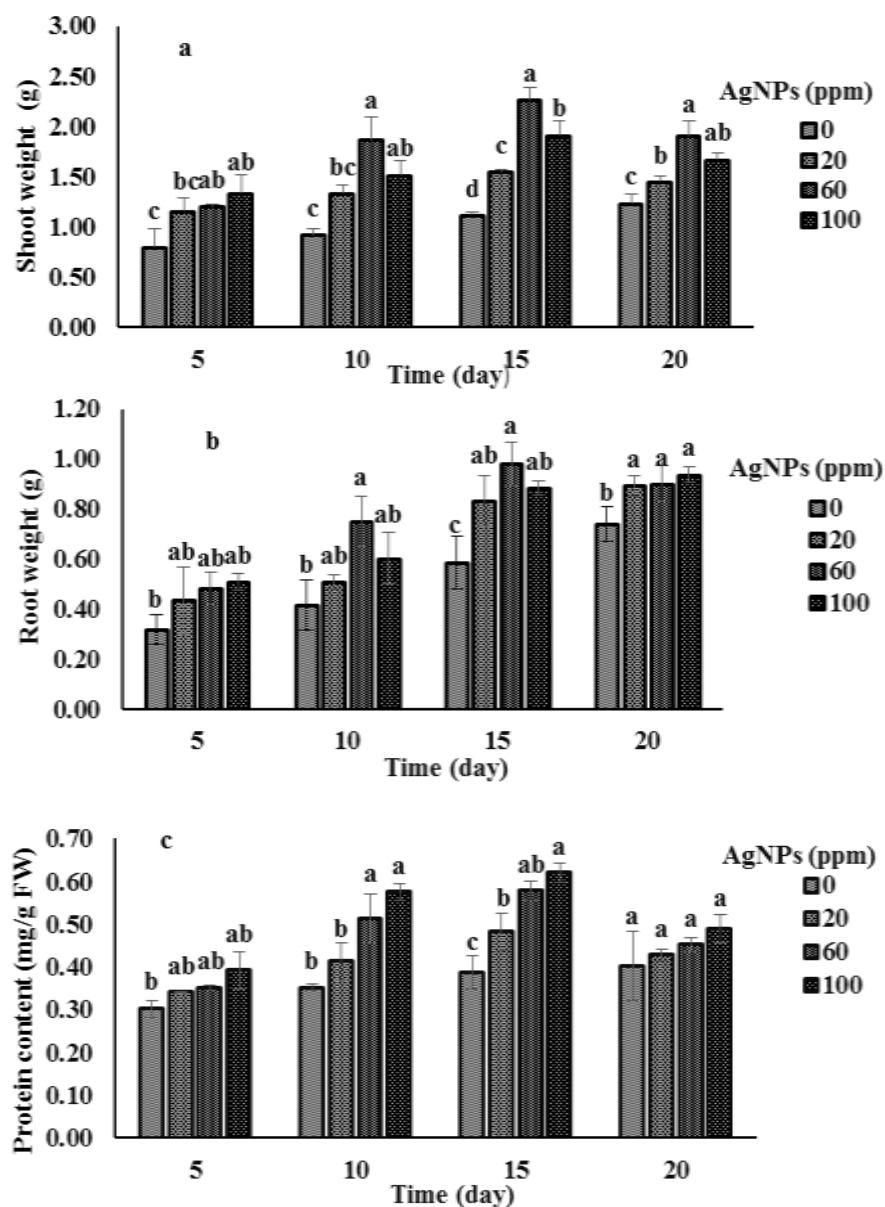 3.00
a
2.50
a
AgNPs (ppm)
a
a
b
0
2.00
ab
ab
20
c
ab
60
1.50
bc
bc ab
b
100
c
c
d
c
1.00
0.50
0.00
Shoot weight (g)
5 10 15 20
Time (day)
1.20
b
a
1.00
ab
ab
a a a
AgNPs (ppm)
a
0
0.80
b
20
ab
c
60
0.60
ab ab ab
b ab
100
b
0.40
0.20
0.00
Root weight (g)
5 10 15 20
Time (day)
0.70
c
a
AgNPs (ppm)
a a
ab
0
0.60
b
a a a a
20
0.50
ab
b
c
60
b ab ab
b
100
0.40
0.30
0.20
0.10
0.00
Protein content (mg/g FW)
5 10 15 20
Time (day)